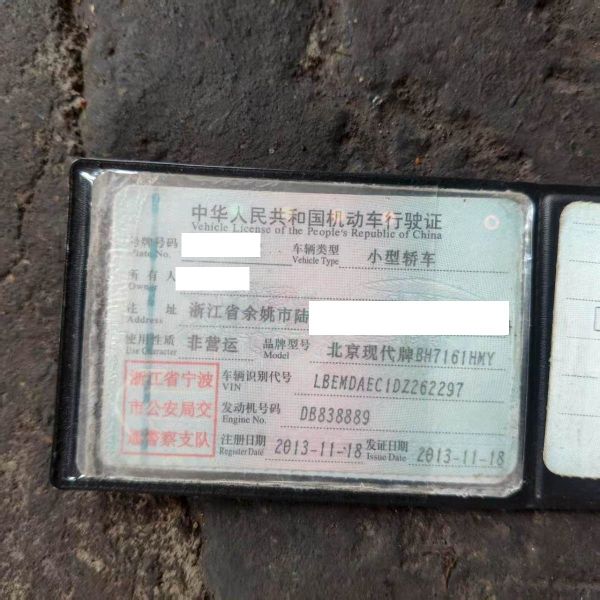 中华人民共和国机动车行驶证
Vehicle License of the People's Republic of China
号牌号码 车辆类型 小型轿车
Plate No. Vehicle Type
所有人
Owner
住址 浙江省余姚市陆
Address
使用性质 非营运 品牌型号 北京现代牌BH7161HMY
Use Character Model
浙江省宁波 车辆识别代号 LBEMDAEC1DZ262297
VIN
市公安局交 发动机号码 DB838889
Engine No.
通警察支队 注册日期 2013-11-18 发证日期 2013-11-18
Register Date Issue Date